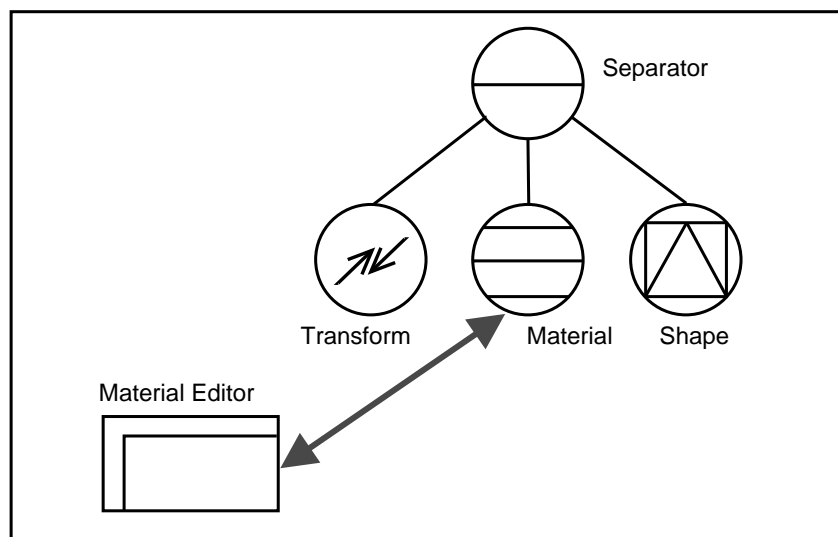 Separator
Transform
Material
Shape
Material Editor